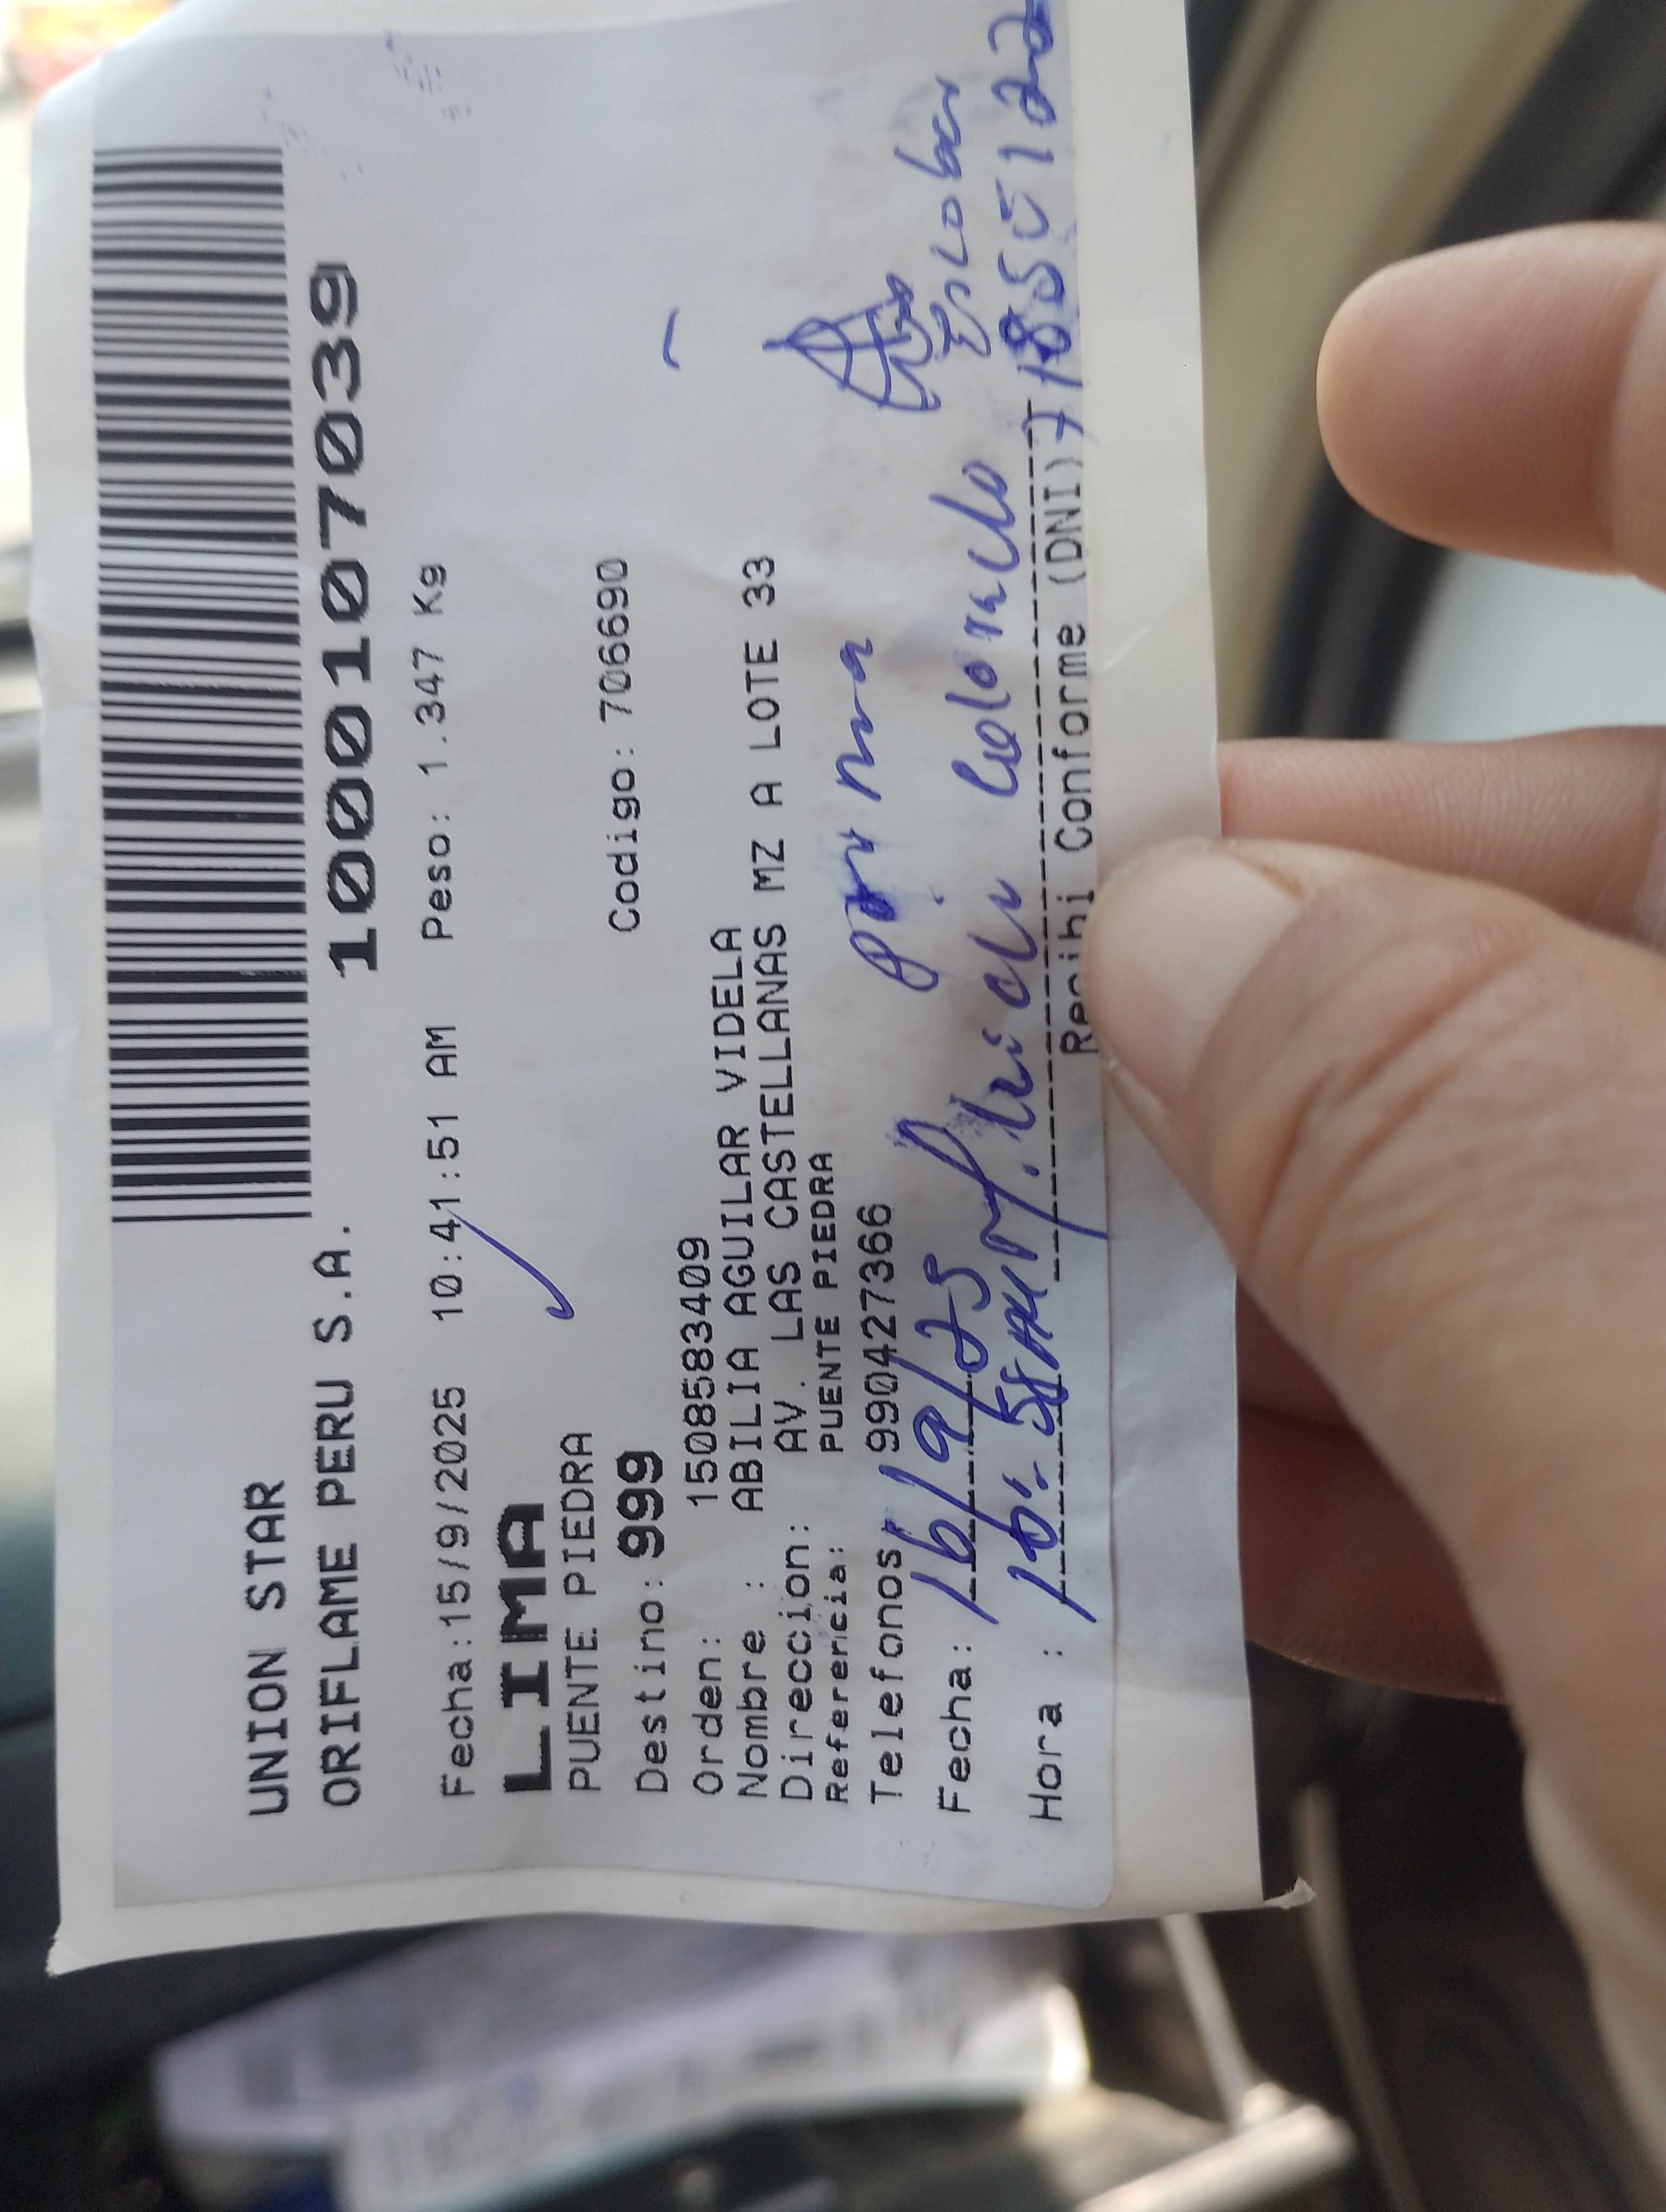 UNION STAR
ORIFLAME PERU S.A.
1000107039
Fecha:15/9/2025 10:41:51 AM Peso: 1.347 Kg
LIMA
PUENTE PIEDRA
Destino: 999 Codigo: 706690
Orden: 1508583409
Nombre : ABILIA AGUILAR VIDELA
Direccion: AV. LAS CASTELLANAS MZ A LOTE 33
Referencia: PUENTE PIEDRA
Telefonos 990427366
Fecha: 16/9/25
Hora :
Recibi Conforme (DNI)